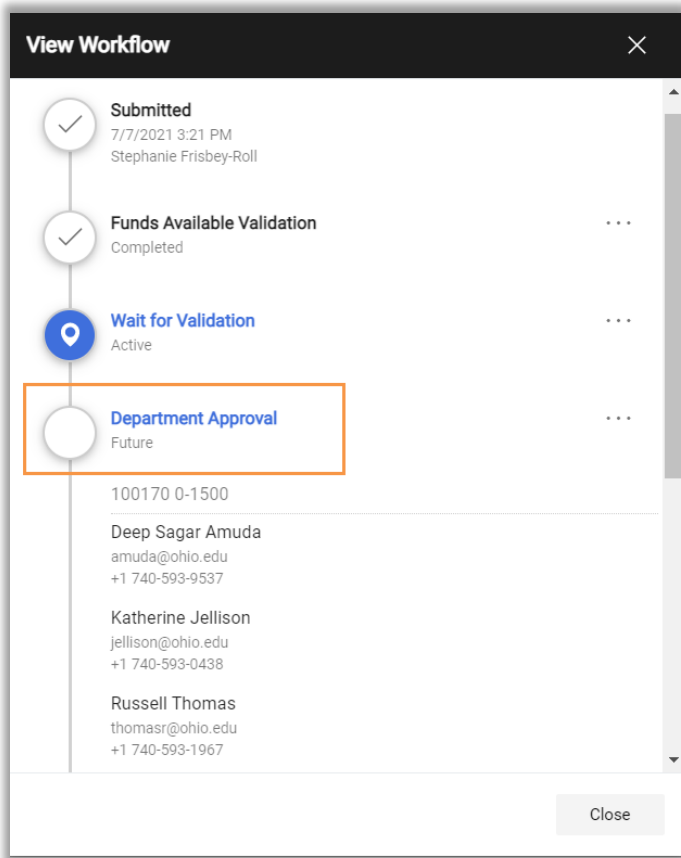 View Workflow
Submitted
7/7/2021 3:21 PM
Stephanie Frisbey-Roll
Funds Available Validation
Completed
Wait for Validation
Active
Department Approval
Future
100170 0-1500
Deep Sagar Amuda
amuda@ohio.edu
+1 740-593-9537
Katherine Jellison
jellison@ohio.edu
+1 740-593-0438
Russell Thomas
thomasr@ohio.edu
+1 740-593-1967
Close